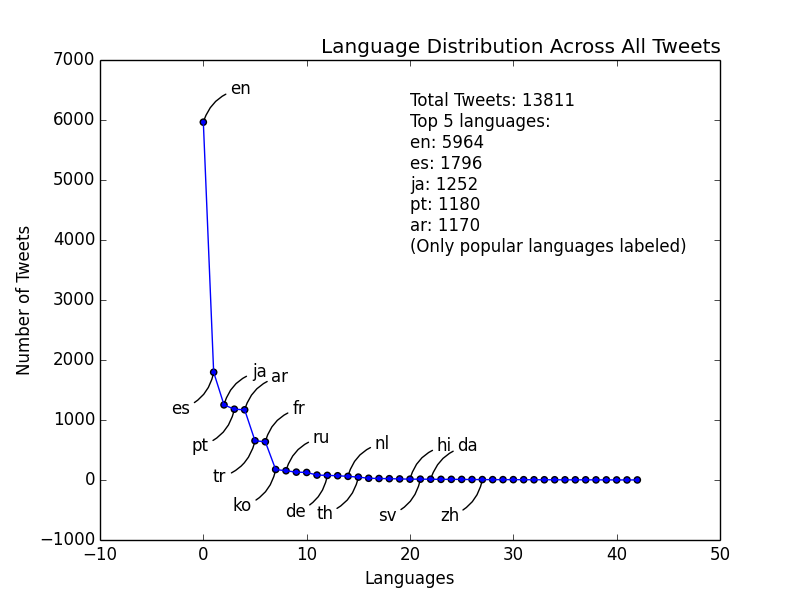 Language Distribution Across All Tweets
7000
6000
5000
4000
3000
2000
1000
0
−1000
Number of Tweets
en
Total Tweets: 13811
Top 5 languages:
en: 5964
es: 1796
ja: 1252
pt: 1180
ar: 1170
(Only popular languages labeled)
es
ja
pt
ar
tr
fr
ko
ru
de
nl
th
hi
sv
da
zh
−10 0 10 20 30 40 50
Languages